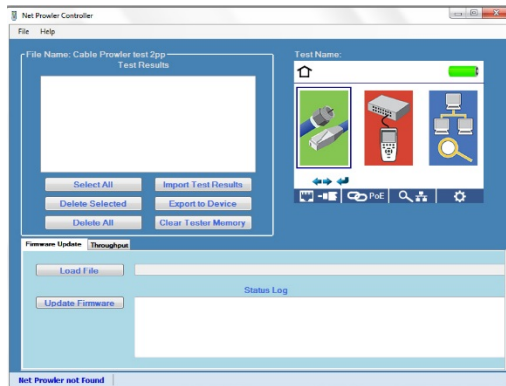 Net Prowler Controller
File Help
File Name: Cable Prowler test 2pp
Test Results
Select All Import Test Results
Delete Selected Export to Device
Delete All Clear Tester Memory
Test Name:
PoE
Firmware Update Throughput
Load File
Status Log
Update Firmware
Net Prowler not Found